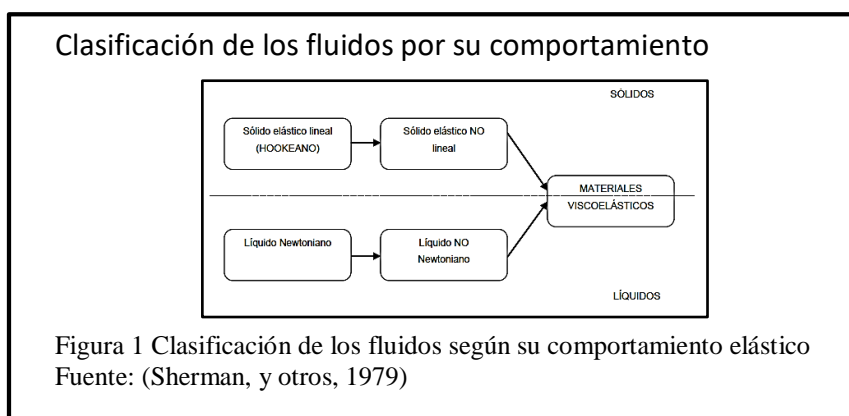 Clasificación de los fluidos por su comportamiento
SÓLIDOS
Sólido elástico lineal
(HOOKEANO)
Sólido elástico NO
lineal
MATERIALES
VISCOELÁSTICOS
Líquido Newtoniano
Líquido NO
Newtoniano
LÍQUIDOS
Figura 1 Clasificación de los fluidos según su comportamiento elástico
Fuente: (Sherman, y otros, 1979)